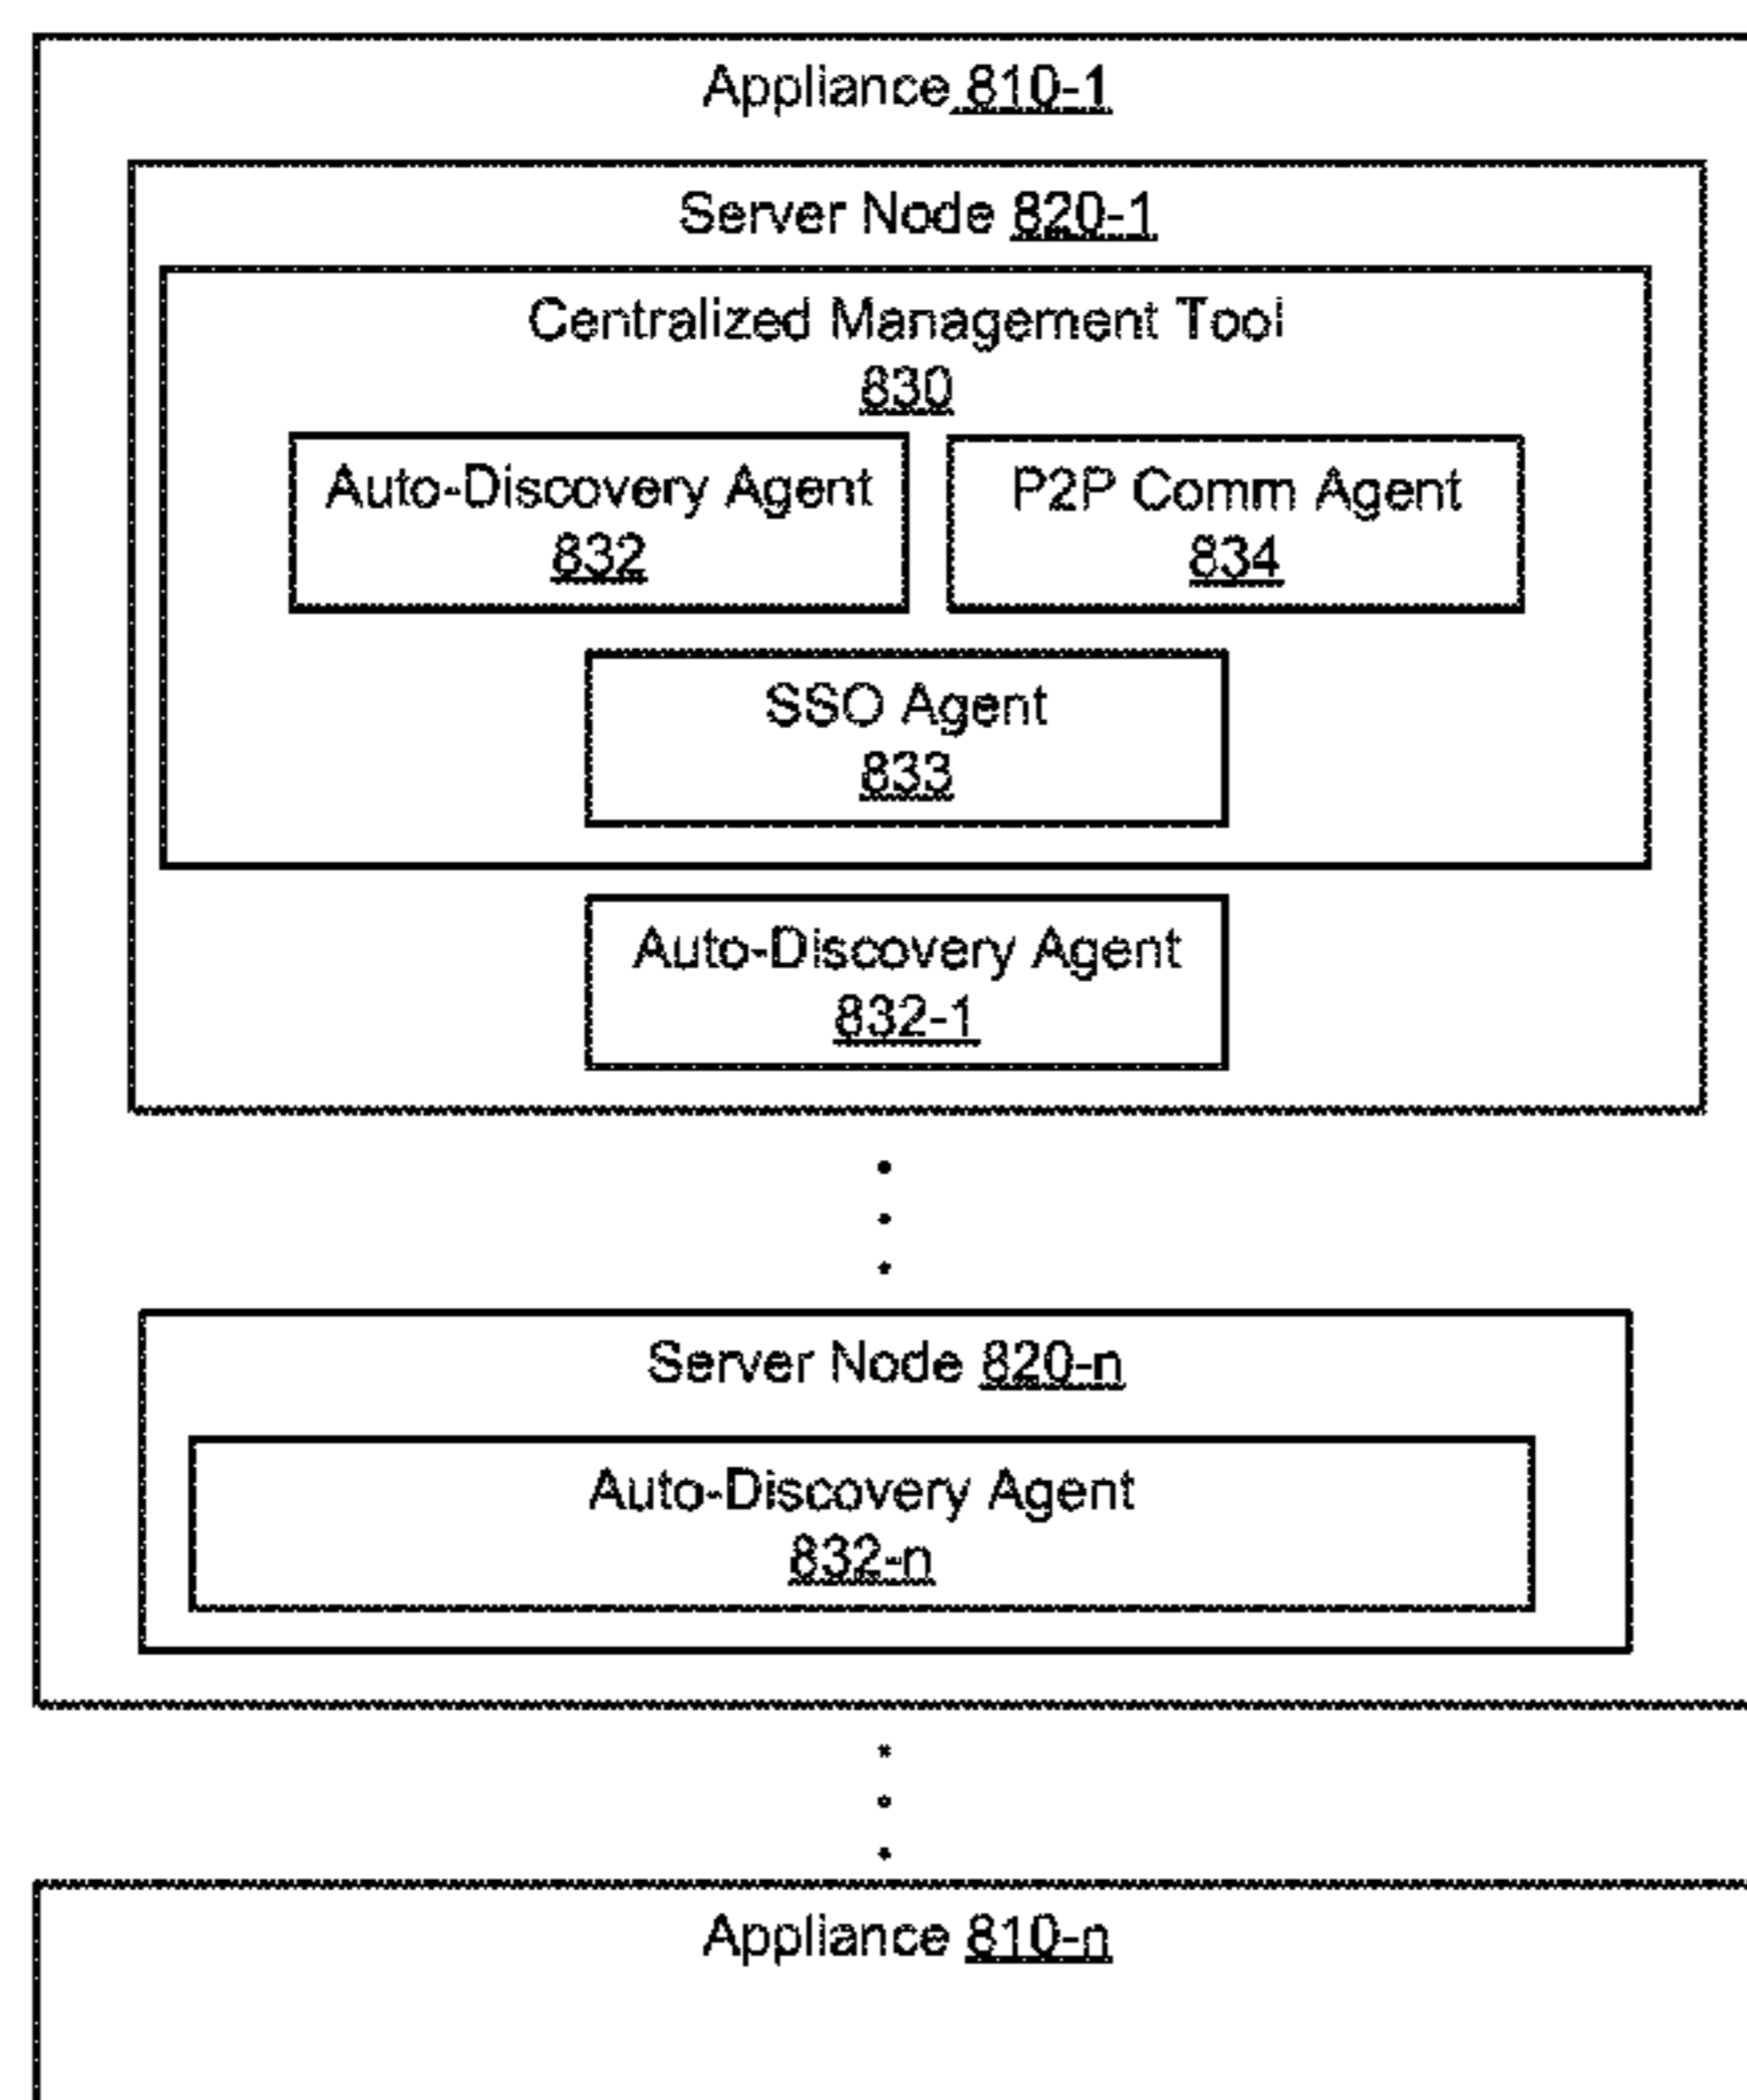 Appliance 810-1
Server Node 820-1
Centralized Management Tool
830
Auto-Discovery Agent
832
P2P Comm Agent
834
SSO Agent
833
Auto-Discovery Agent
832-1
Server Node 820-n
Auto-Discovery Agent
832-n
Appliance 810-n